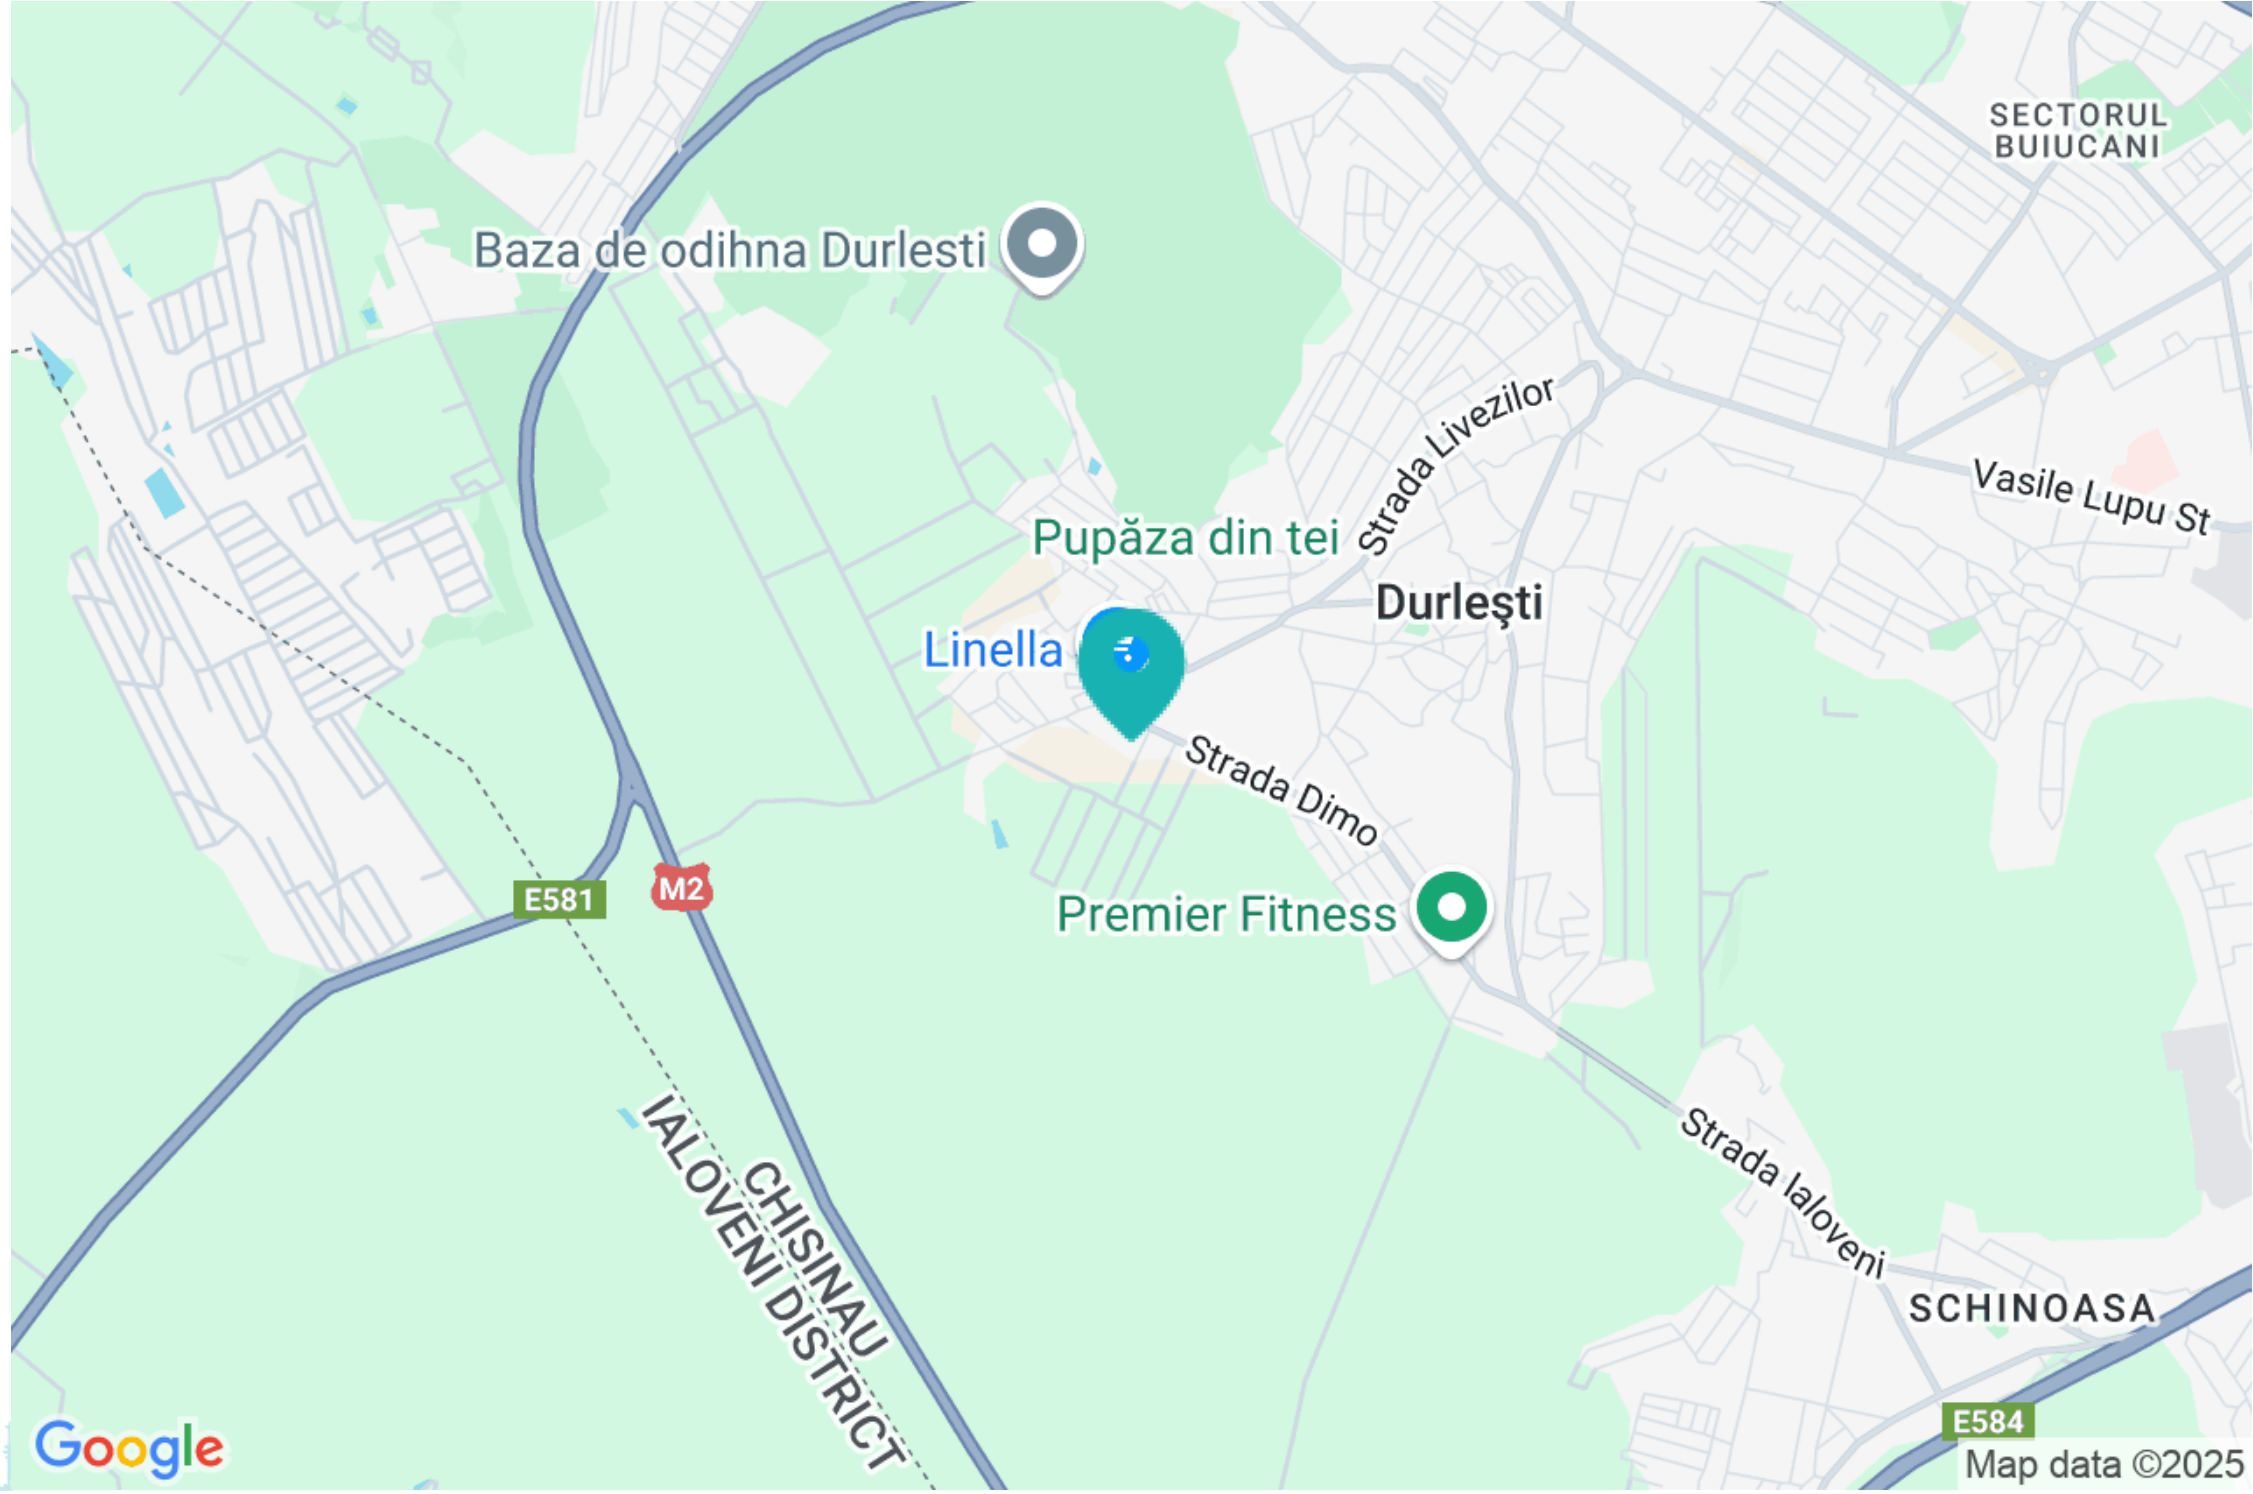 SECTORUL
BUIUCANI
Baza de odihna Durlesti
Strada Livezilor
Vasile Lupu St
Pupăza din tei
Durleşti
Linella
Strada Dimo
E581
M2
Premier Fitness
IALOVENI DISTRICT
CHISINAU
Strada Ialoveni
SCHINOASA
E584
Google
Map data ©2025